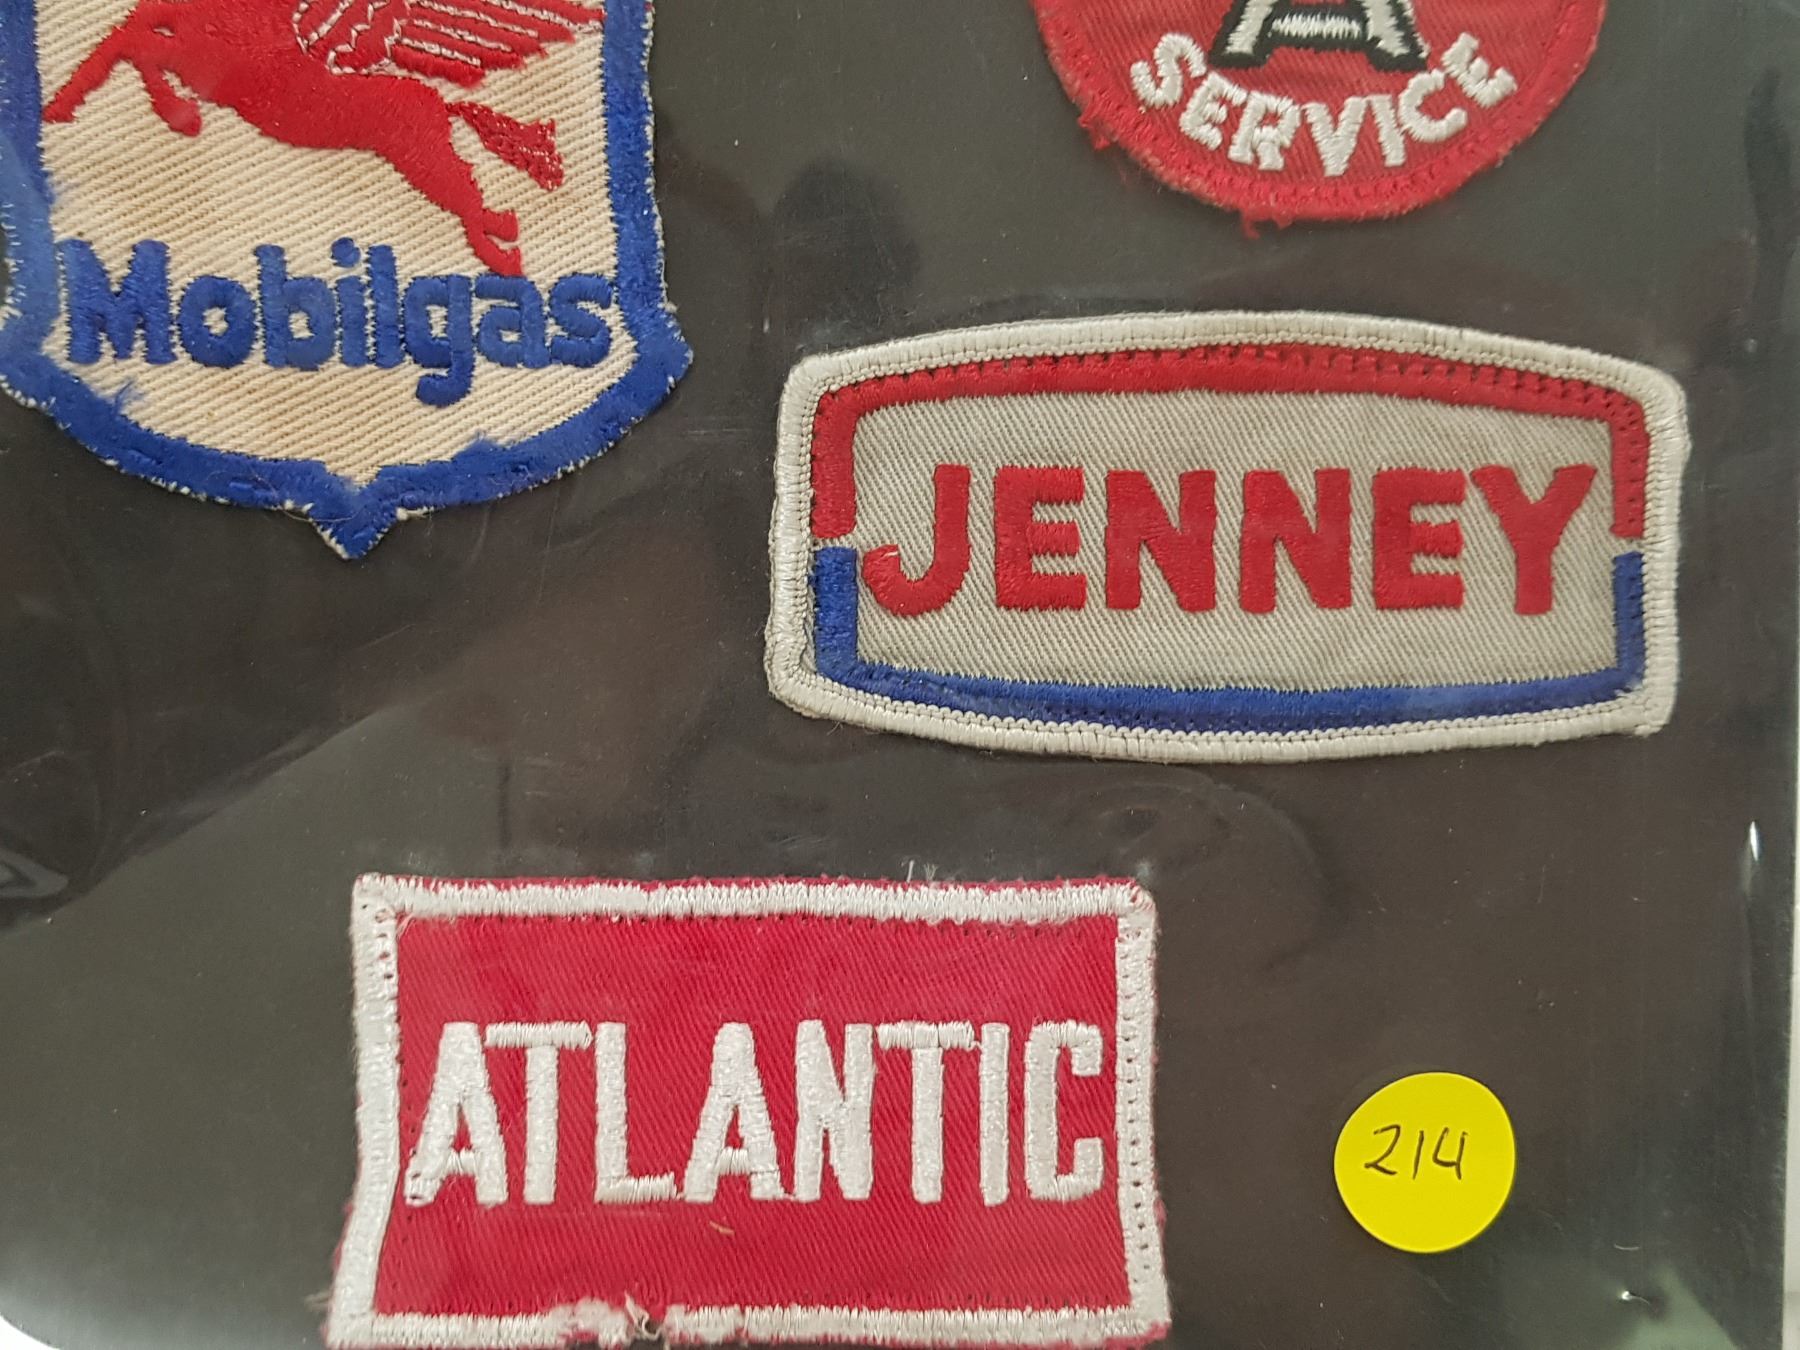 A
SERVICE
Mobilgas
JENNEY
ATLANTIC
214